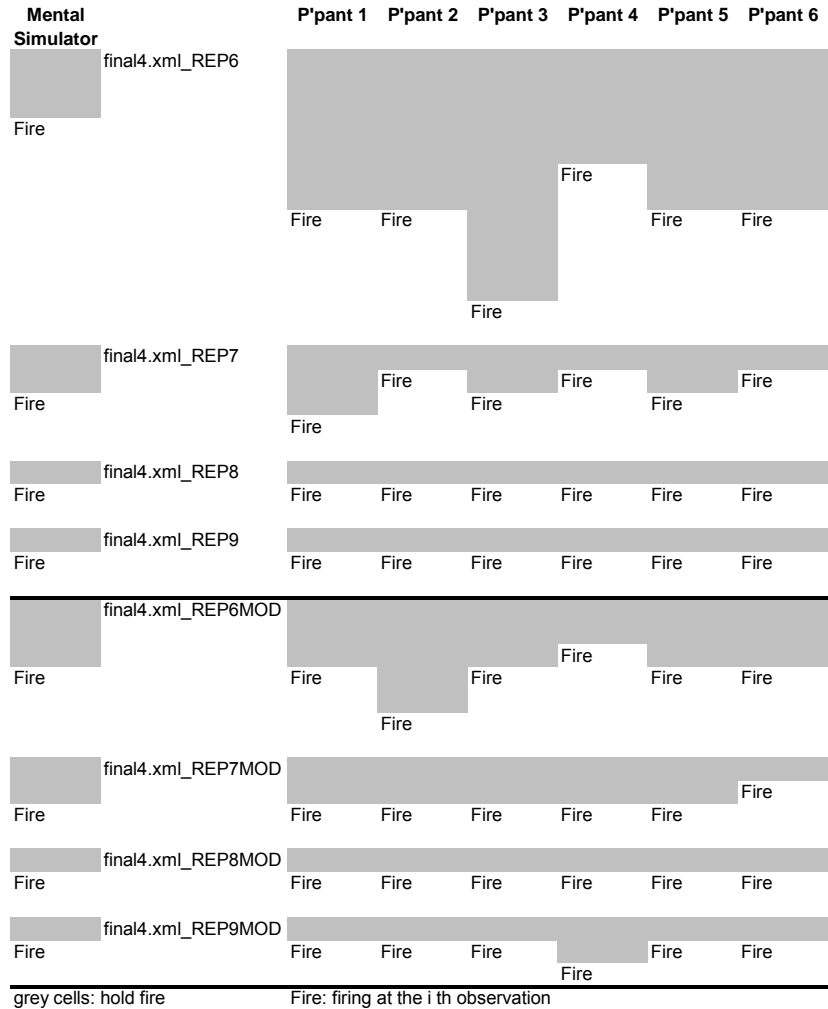 Mental P'pant 1 P'pant 2 P'pant 3 P'pant 4 P'pant 5 P'pant 6
Simulator
final4.xml_REP6
Fire
Fire
Fire Fire Fire Fire
Fire
final4.xml_REP7
Fire Fire Fire
Fire Fire Fire
Fire
final4.xml_REP8
Fire Fire Fire Fire Fire Fire Fire
final4.xml_REP9
Fire Fire Fire Fire Fire Fire Fire
final4.xml_REP6MOD
Fire
Fire Fire Fire Fire Fire
Fire
final4.xml_REP7MOD
Fire
Fire Fire Fire Fire Fire Fire
final4.xml_REP8MOD
Fire Fire Fire Fire Fire Fire Fire
final4.xml_REP9MOD
Fire Fire Fire Fire Fire Fire
Fire
grey cells: hold fire Fire: firing at the i th observation